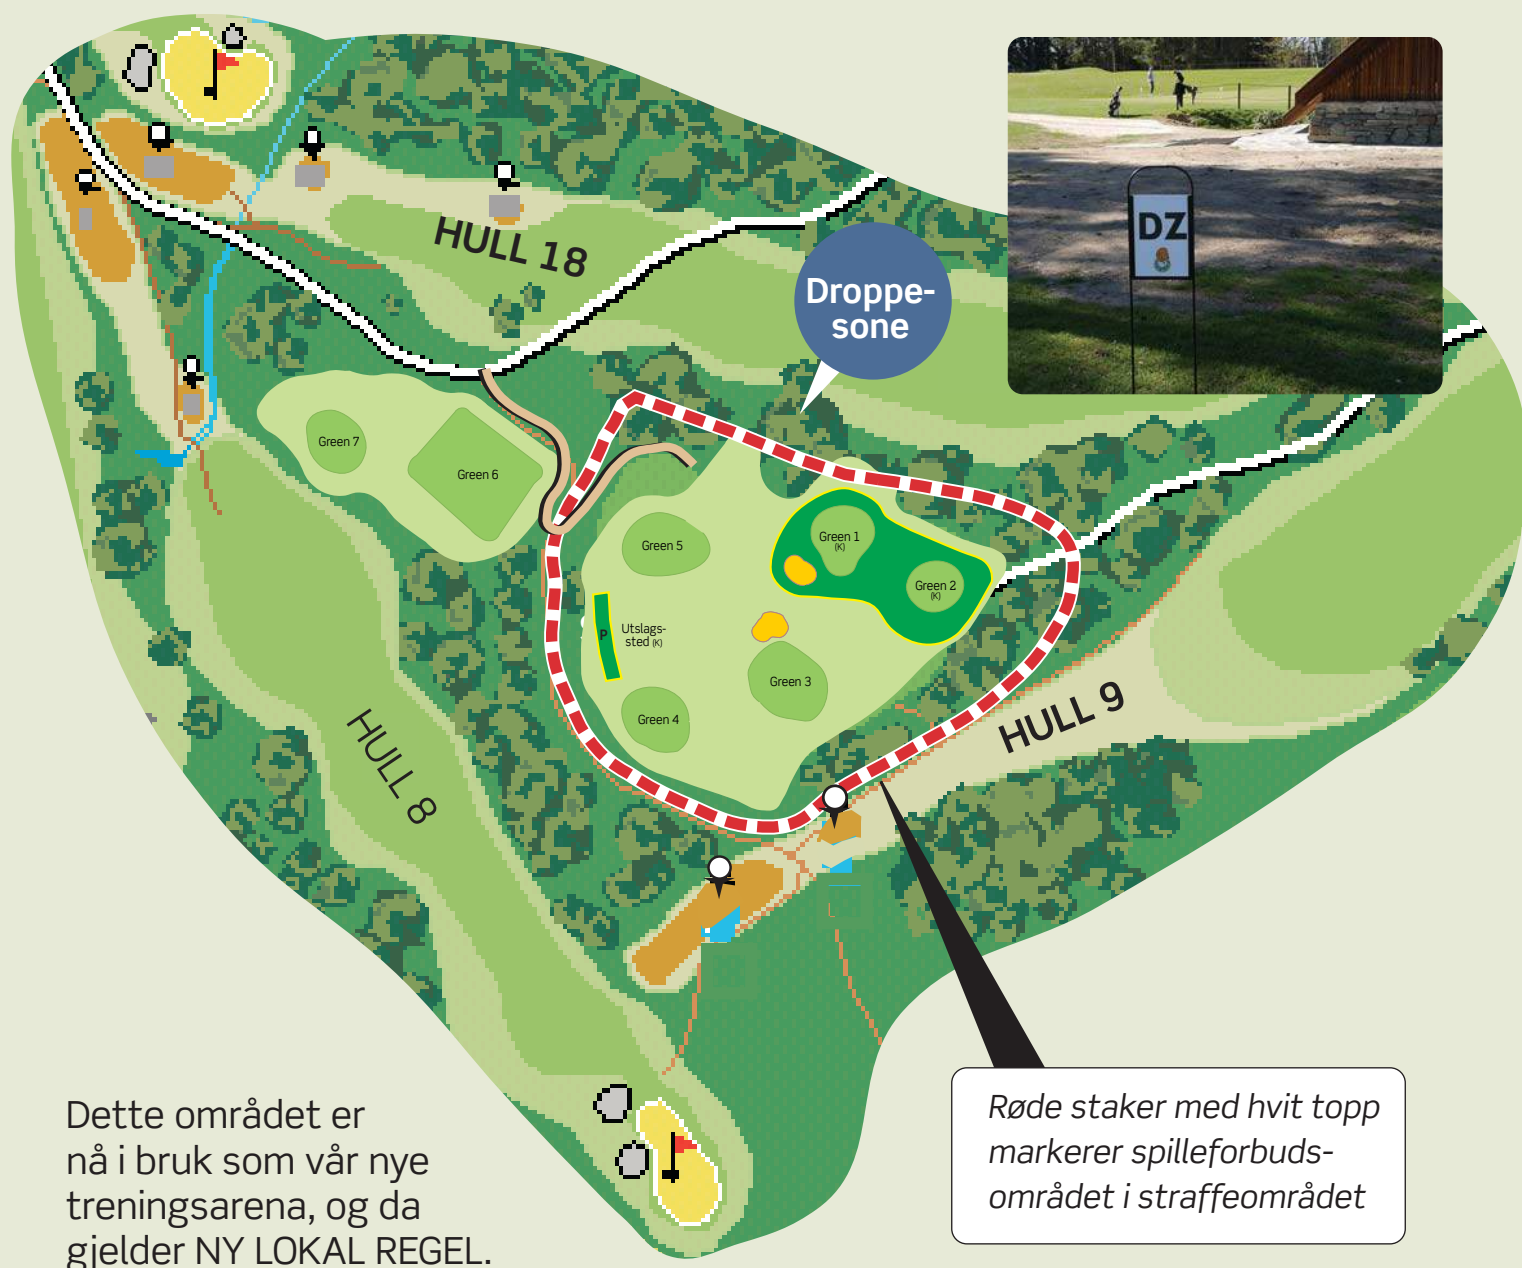 HULL 18
Droppe-
sone
DZ
Green 7
Green 6
Green 5
Green 1
(K)
Green 2
(K)
P
Utslags-
sted (K)
Green 3
Green 4
HULL 9
HULL 8
Dette området er
nå i bruk som vår nye
treningsarena, og da
gjelder NY LOKAL REGEL.
Røde staker med hvit topp
markerer spilleforbuds-
området i straffeområdet